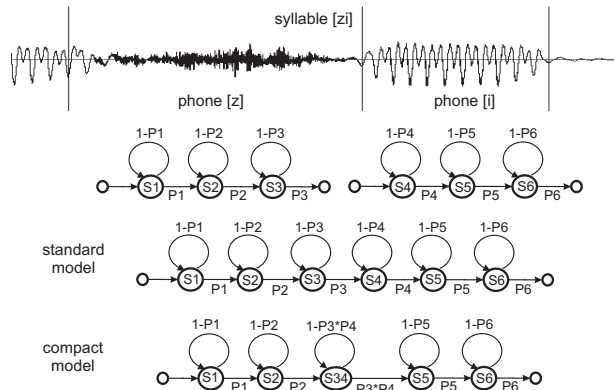 syllable [zi]
phone [z] phone [i]
1-P1 1-P2 1-P3 1-P4 1-P5 1-P6
S1 S2 S3 S4 S5 S6
P1 P2 P3 P4 P5 P6
1-P1 1-P2 1-P3 1-P4 1-P5 1-P6
standard model
S1 S2 S3 S4 S5 S6
P1 P2 P3 P4 P5 P6
1-P1 1-P2 1-P3*P4 1-P5 1-P6
compact model
S1 S2 S34 S5 S6
P1 P2 P3*P4 P5 P6